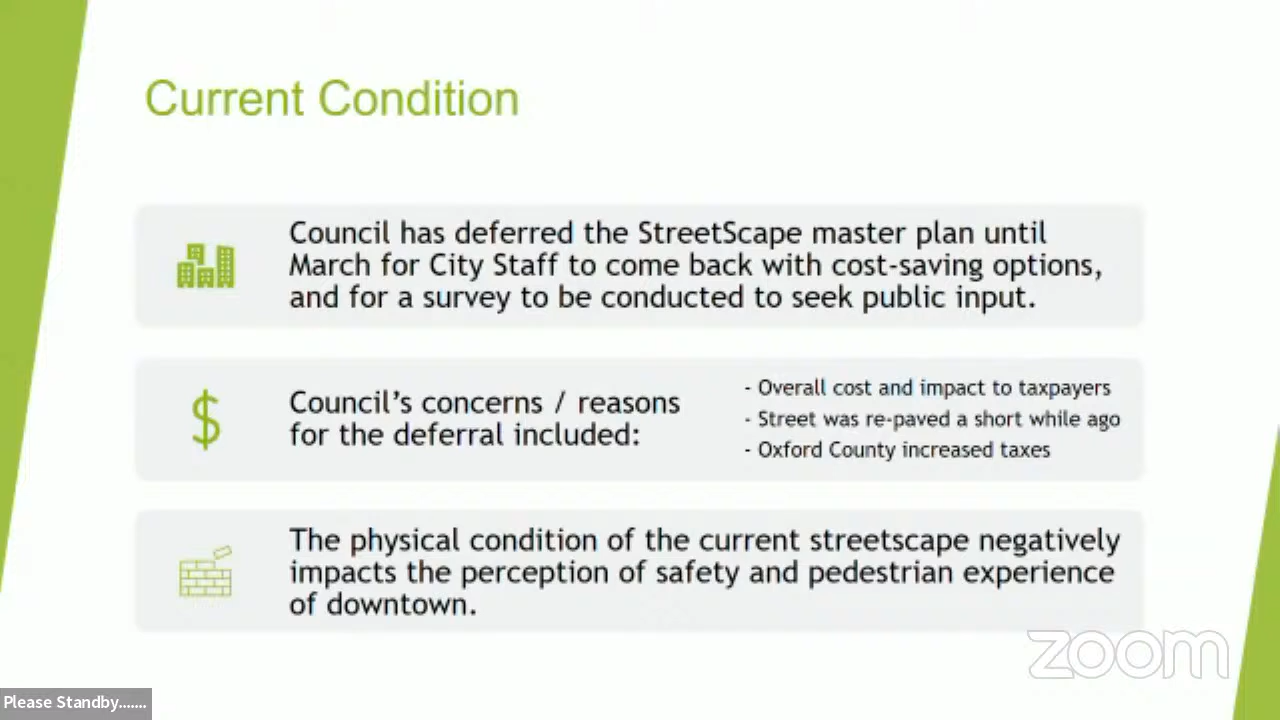 Current Condition
Council has deferred the StreetScape master plan until
March for City Staff to come back with cost-saving options,
and for a survey to be conducted to seek public input.
$
Council's concerns / reasons
for the deferral included:
- Overall cost and impact to taxpayers
- Street was re-paved a short while ago
- Oxford County increased taxes
The physical condition of the current streetscape negatively
impacts the perception of safety and pedestrian experience
of downtown.
zoom
Please Standby.......